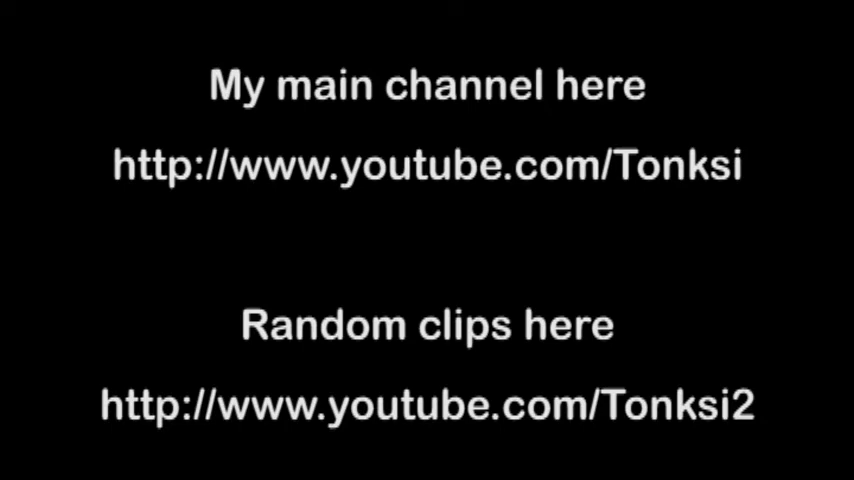 My main channel here
http://www.youtube.com/Tonksi
Random clips here
http://www.youtube.com/Tonksi2